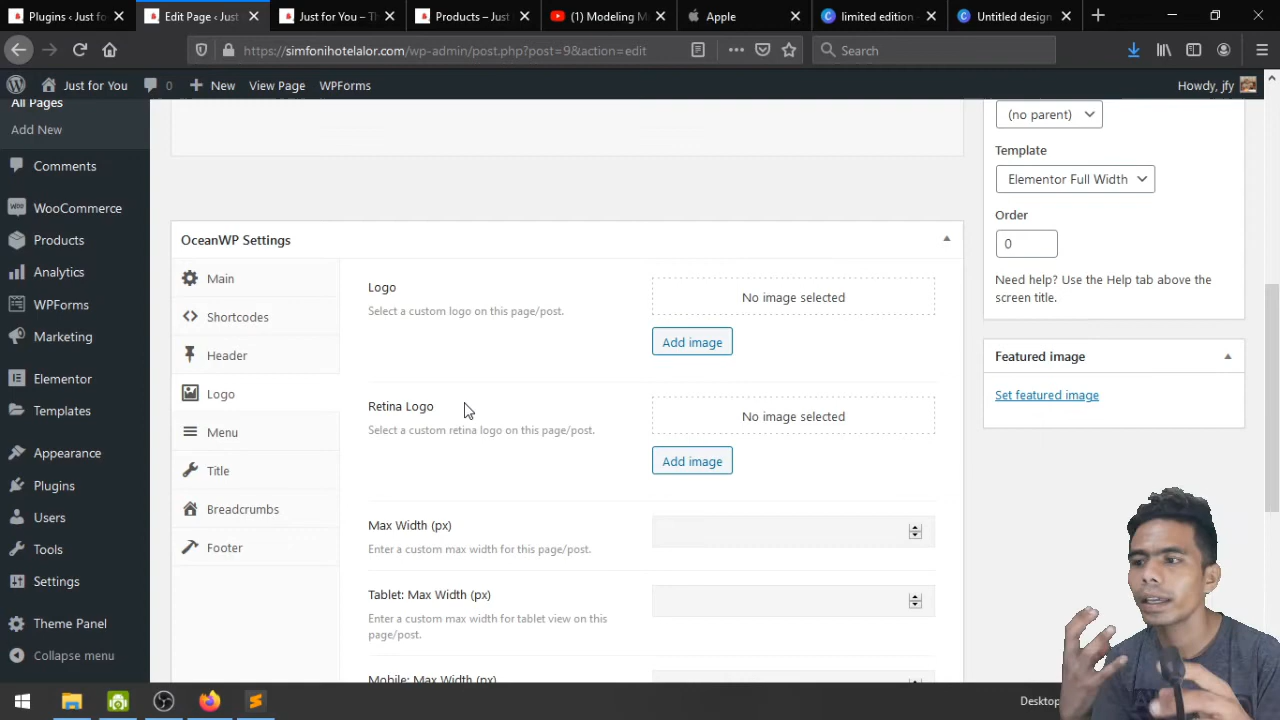 Plugins ‹ Just fo
Edit Page ‹ Just
Just for You – Th
Products – Just
(1) Modeling Ma
Apple
limited edition -
Untitled design
https://simfonihotelalor.com/wp-admin/post.php?post=9&action=edit
Search
Just for You
0
New
View Page
WPForms
Howdy, jfy
All Pages
Add New
Comments
WooCommerce
Products
Analytics
WPForms
Marketing
Elementor
Templates
Appearance
Plugins
Users
Tools
Settings
Theme Panel
Collapse menu
OceanWP Settings
Main
Shortcodes
Header
Logo
Menu
Title
Breadcrumbs
Footer
Logo
Select a custom logo on this page/post.
No image selected
Add image
Retina Logo
Select a custom retina logo on this page/post.
No image selected
Add image
Max Width (px)
Enter a custom max width for this page/post.
Tablet: Max Width (px)
Enter a custom max width for tablet view on this
page/post.
Mobile: Max Width (px)
(no parent)
Template
Elementor Full Width
Order
0
Need help? Use the Help tab above the
screen title.
Featured image
Set featured image
Desktop